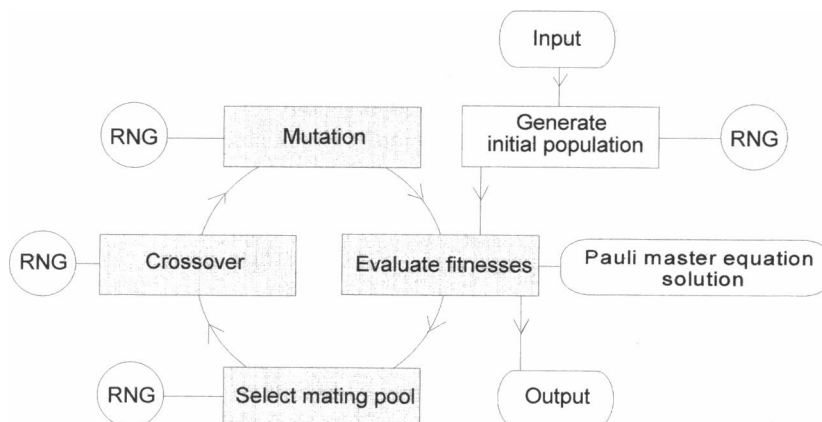 Input
RNG
Mutation
Generate
initial population
RNG
RNG
Crossover
Evaluate fitnesses
Pauli master equation
solution
RNG
Select mating pool
Output